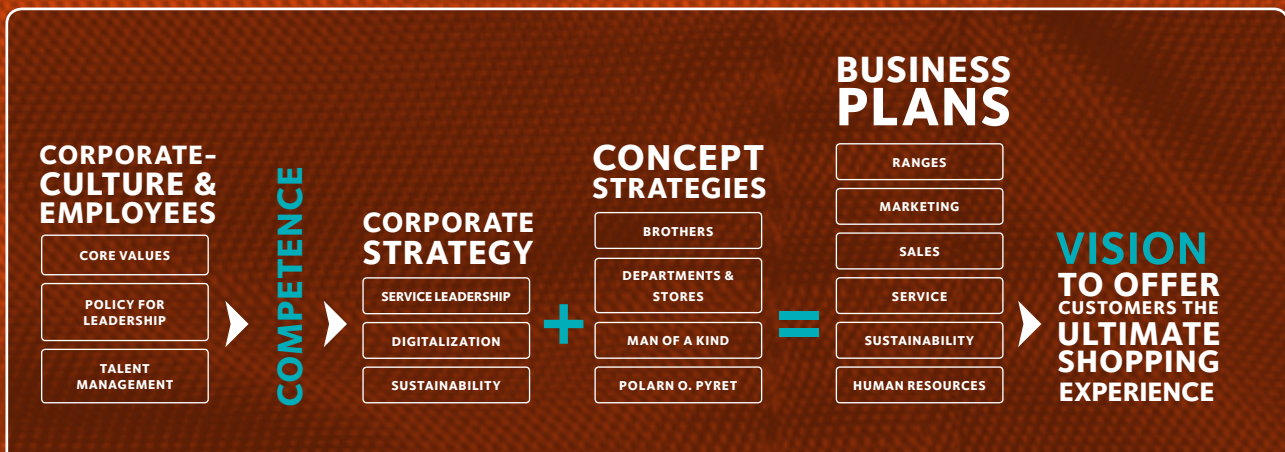 CORPORATE-
CULTURE &
EMPLOYEES
CORE VALUES
POLICY FOR
LEADERSHIP
TALENT
MANAGEMENT
COMPETENCE
CORPORATE
STRATEGY
SERVICE LEADERSHIP
DIGITALIZATION
SUSTAINABILITY
+
CONCEPT
STRATEGIES
BROTHERS
DEPARTMENTS &
STORES
MAN OF A KIND
POLARN O. PYRET
=
BUSINESS
PLANS
RANGES
MARKETING
SALES
SERVICE
SUSTAINABILITY
HUMAN RESOURCES
VISION
TO OFFER
CUSTOMERS THE
ULTIMATE
SHOPPING
EXPERIENCE